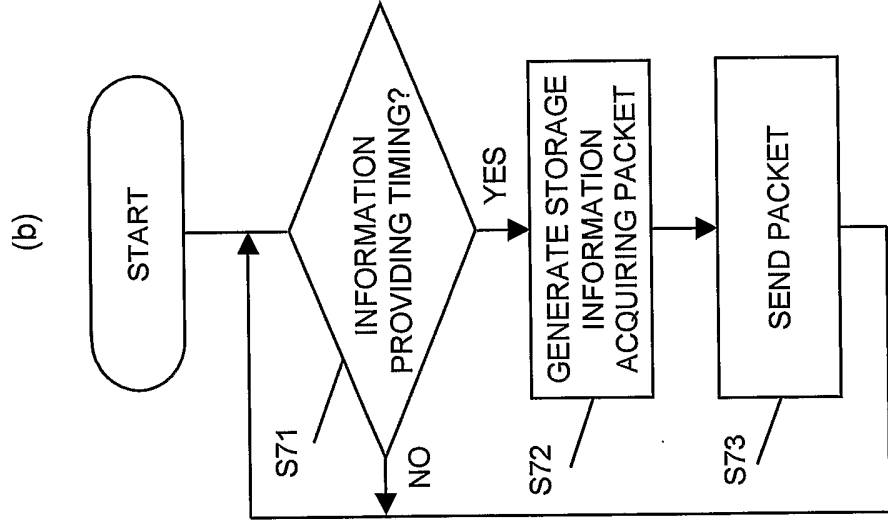 (b)
START
INFORMATION
PROVIDING TIMING?
S71
NO
YES
GENERATE STORAGE
INFORMATION
ACQUIRING PACKET
S72
SEND PACKET
S73